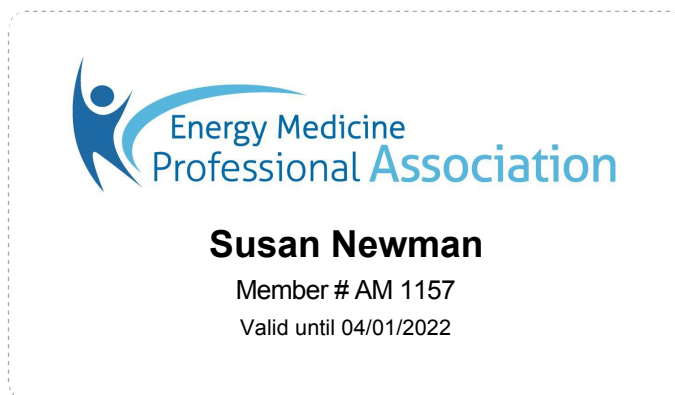 Energy Medicine
Professional Association
Susan Newman
Member # AM 1157
Valid until 04/01/2022